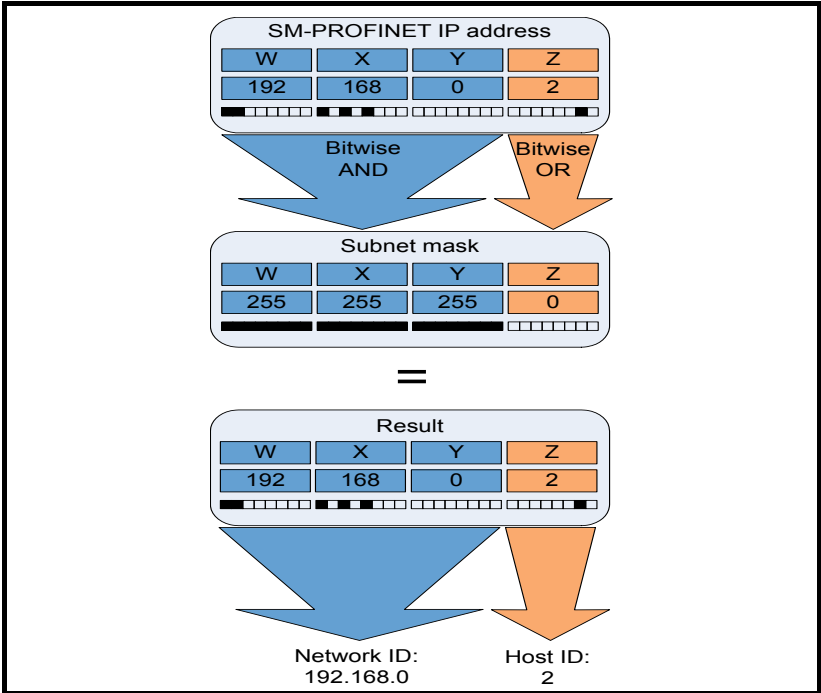 SM-PROFINET IP address
W X Y Z
192 168 0 2
Bitwise AND
Bitwise OR
Subnet mask
W X Y Z
255 255 255 0
=
Result
W X Y Z
192 168 0 2
Network ID:
192.168.0
Host ID:
2